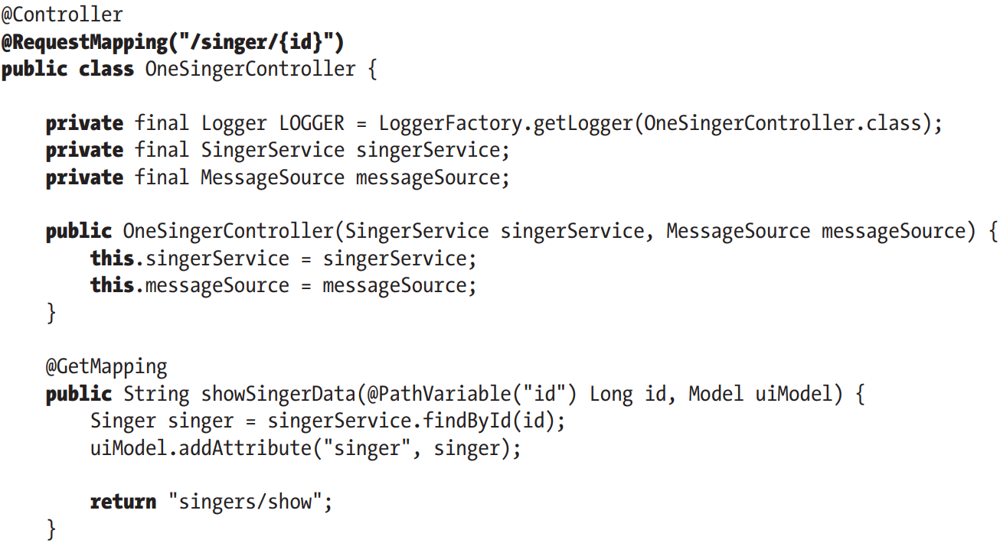 @Controller
@RequestMapping("/singer/{id}")
public class OneSingerController {
    private final Logger LOGGER = LoggerFactory.getLogger(OneSingerController.class);
    private final SingerService singerService;
    private final MessageSource messageSource;
    public OneSingerController(SingerService singerService, MessageSource messageSource) {
        this.singerService = singerService;
        this.messageSource = messageSource;
    }
    @GetMapping
    public String showSingerData(@PathVariable("id") Long id, Model uiModel) {
        Singer singer = singerService.findById(id);
        uiModel.addAttribute("singer", singer);
        return "singers/show";
    }